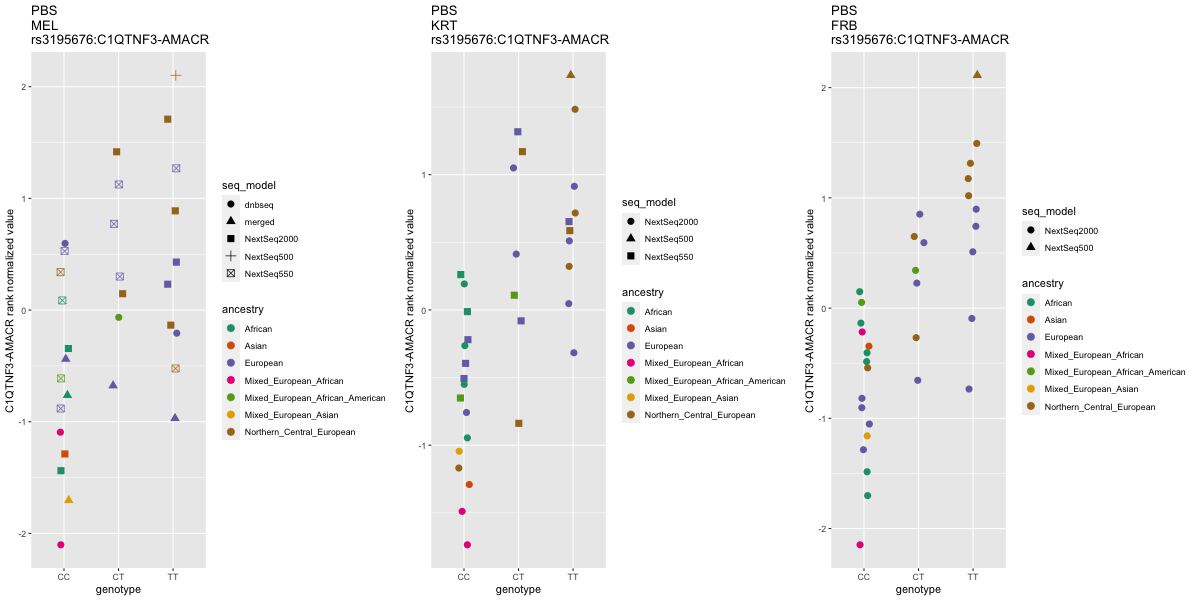 PBS
MEL
rs3195676:C1QTNF3-AMACR
C1QTNF3-AMACR rank normalized value
2
1
0
-1
-2
CC
CT
TT
genotype
seq_model
dnbseq
merged
NextSeq2000
NextSeq500
NextSeq550
ancestry
African
Asian
European
Mixed_European_African
Mixed_European_African_American
Mixed_European_Asian
Northern_Central_European
PBS
KRT
rs3195676:C1QTNF3-AMACR
C1QTNF3-AMACR rank normalized value
1
0
-1
CC
CT
TT
genotype
seq_model
NextSeq2000
NextSeq500
NextSeq550
ancestry
African
Asian
European
Mixed_European_African
Mixed_European_African_American
Mixed_European_Asian
Northern_Central_European
PBS
FRB
rs3195676:C1QTNF3-AMACR
C1QTNF3-AMACR rank normalized value
2
1
0
-1
-2
CC
CT
TT
genotype
seq_model
NextSeq2000
NextSeq500
ancestry
African
Asian
European
Mixed_European_African
Mixed_European_African_American
Mixed_European_Asian
Northern_Central_European